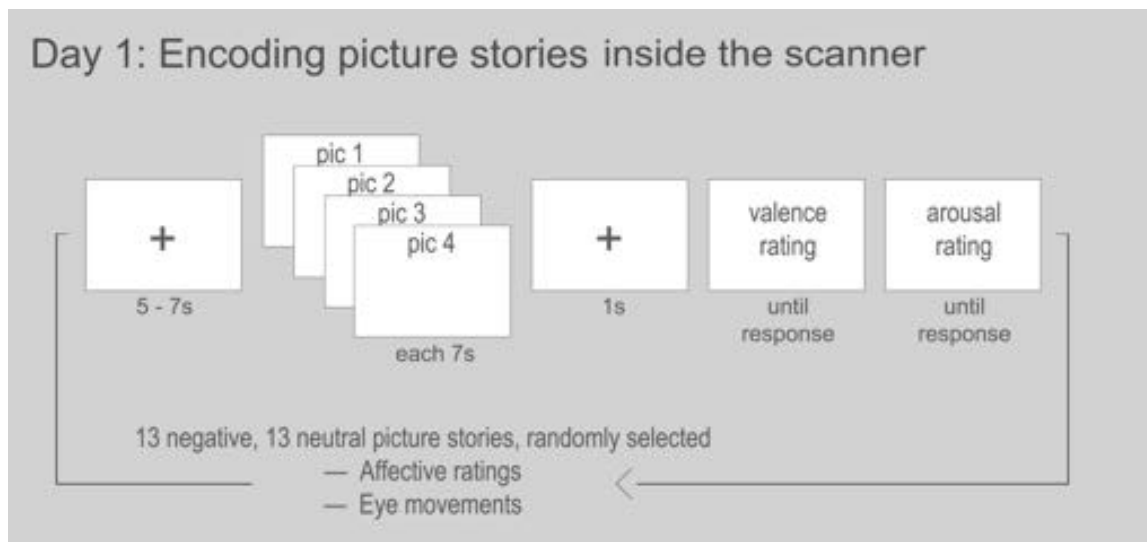 Day 1: Encoding picture stories inside the scanner
+
5 - 7s
pic 1
pic 2
pic 3
pic 4
each 7s
+
1s
valence
rating
until
response
arousal
rating
until
response
13 negative, 13 neutral picture stories, randomly selected
— Affective ratings
— Eye movements